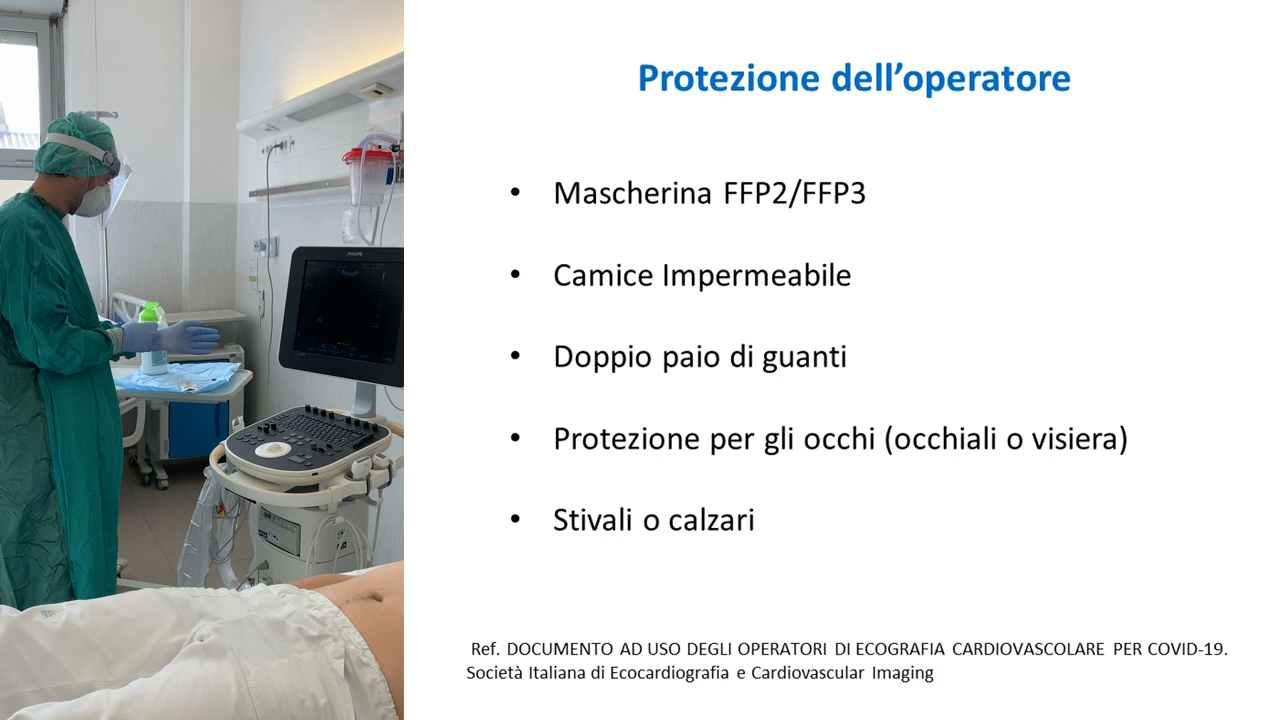 Protezione dell’operatore
• Mascherina FFP2/FFP3
• Camice Impermeabile
• Doppio paio di guanti
• Protezione per gli occhi (occhiali o visiera)
• Stivali o calzari
Ref. DOCUMENTO AD USO DEGLI OPERATORI DI ECOGRAFIA CARDIOVASCOLARE PER COVID-19.
Società Italiana di Ecocardiografia e Cardiovascular Imaging
PHILIPS